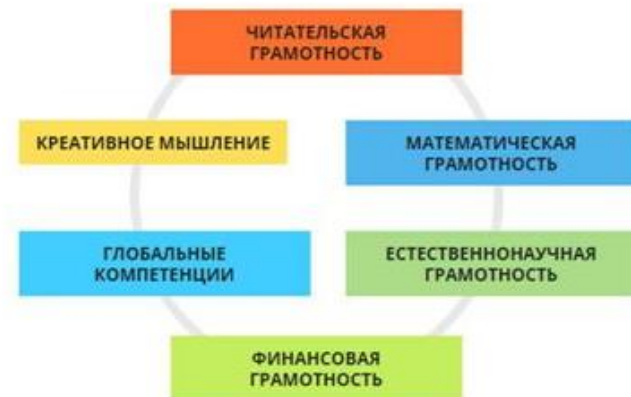 ЧИТАТЕЛЬСКАЯ
ГРАМОТНОСТЬ
КРЕАТИВНОЕ МЫШЛЕНИЕ
МАТЕМАТИЧЕСКАЯ
ГРАМОТНОСТЬ
ГЛОБАЛЬНЫЕ
КОМПЕТЕНЦИИ
ЕСТЕСТВЕННОНАУЧНАЯ
ГРАМОТНОСТЬ
ФИНАНСОВАЯ
ГРАМОТНОСТЬ